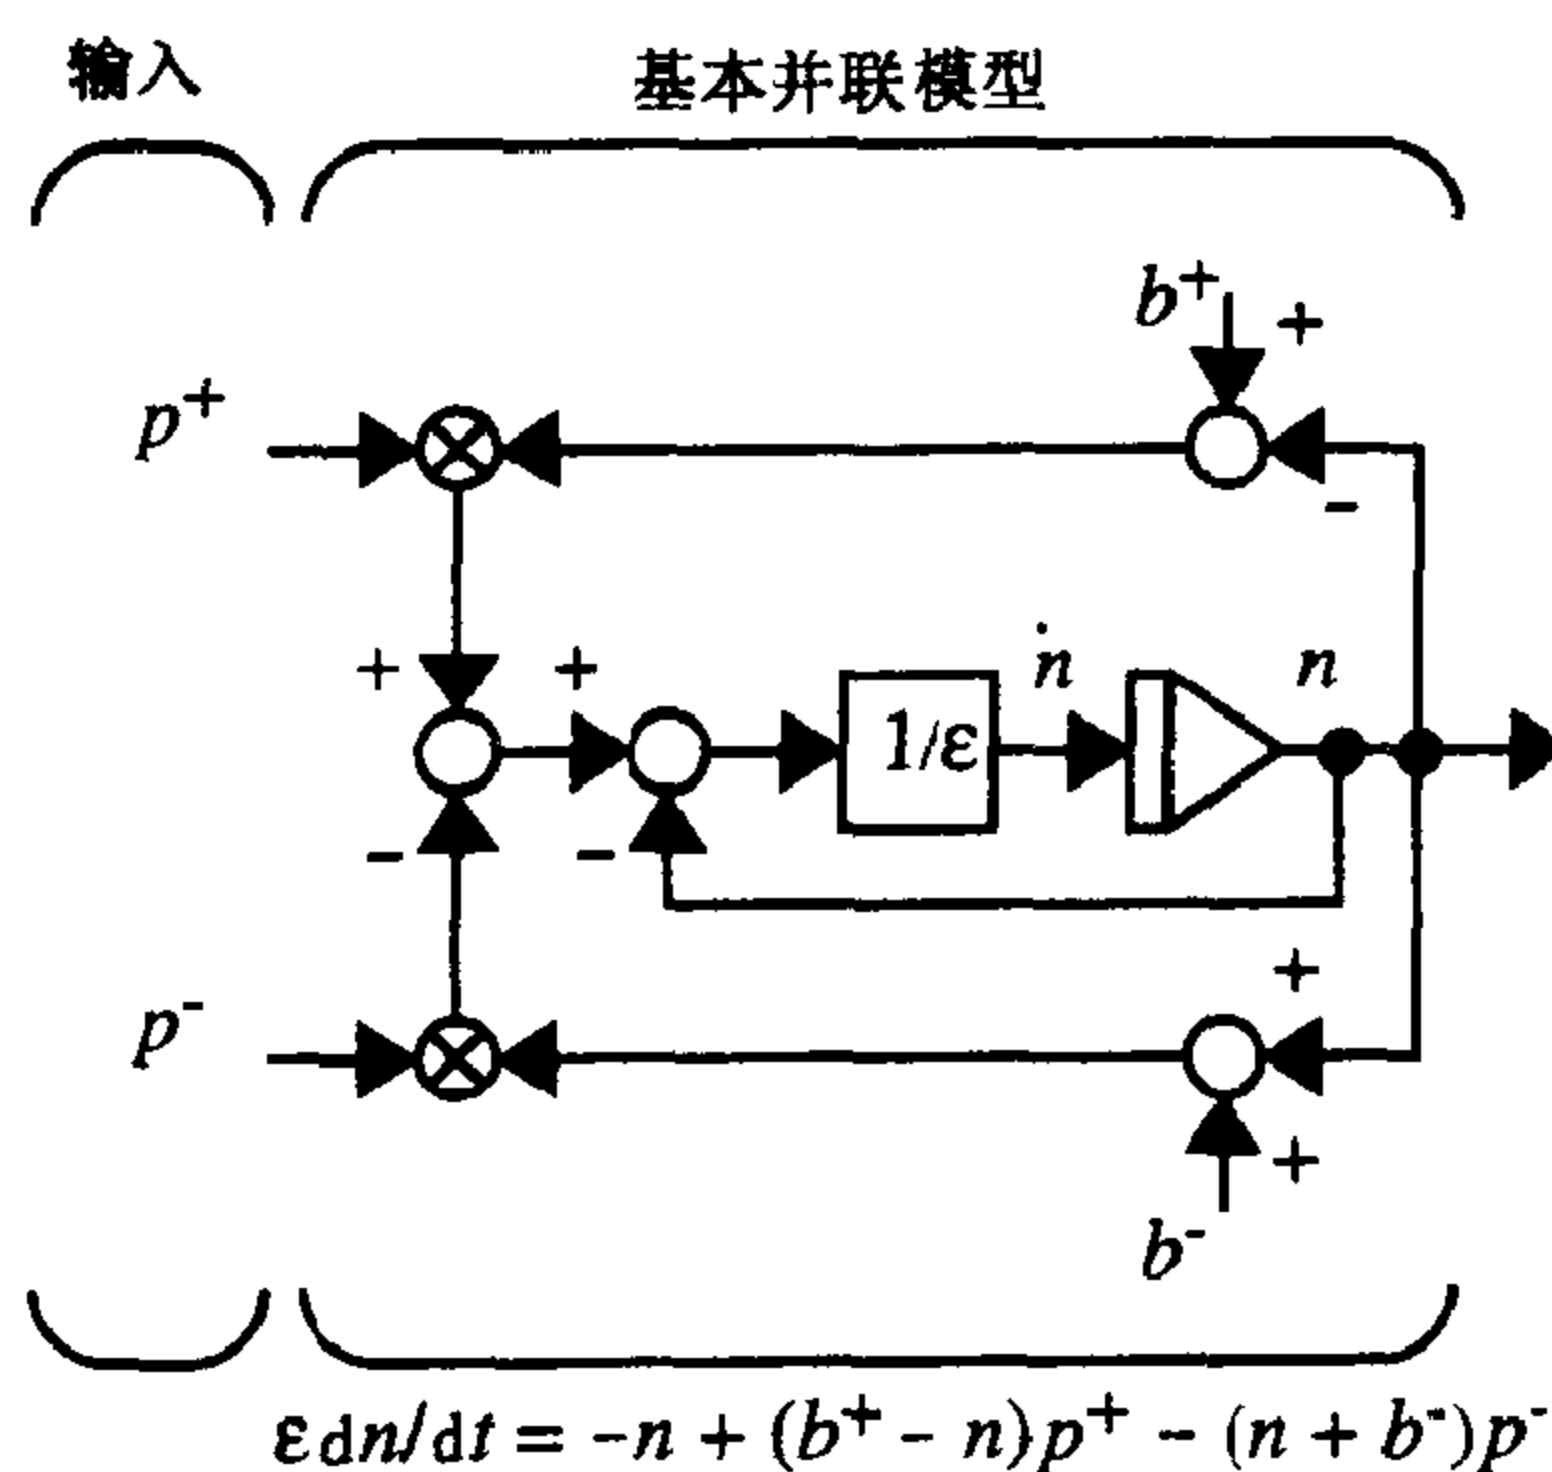 输入 基本并联模型
b⁺ +
p⁺
-
+ + ṅ n
1/ε
- -
+
p⁻
+
b⁻
εdn/dt = -n + (b⁺ - n)p⁺ - (n + b⁻)p⁻